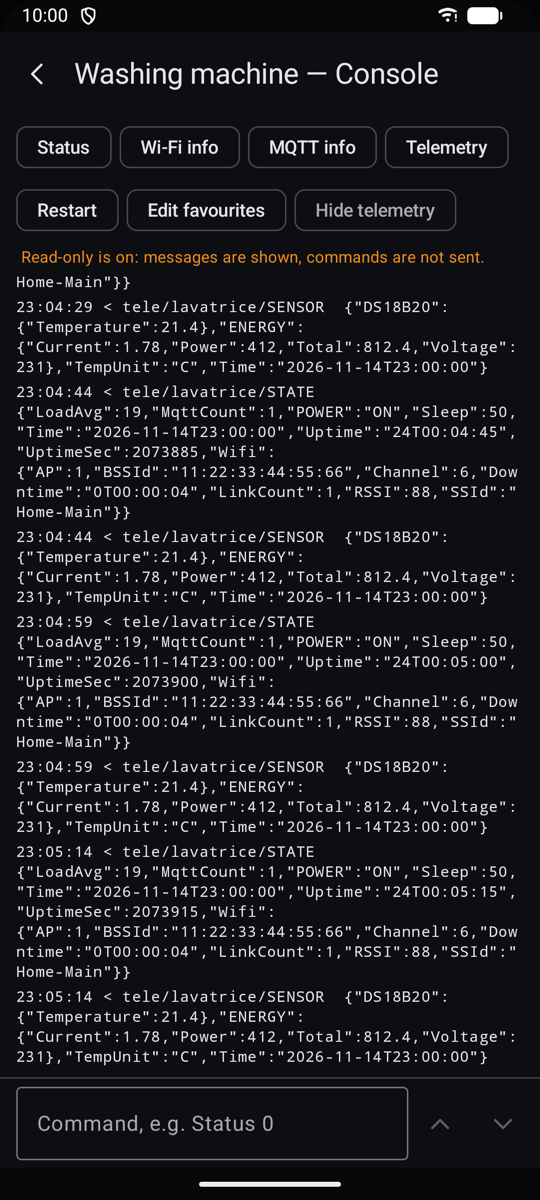 10:00
Washing machine — Console
Status Wi-Fi info MQTT info Telemetry
Restart Edit favourites Hide telemetry
Read-only is on: messages are shown, commands are not sent.
Home-Main"}}
23:04:29 < tele/lavatrice/SENSOR  {"DS18B20":
{"Temperature":21.4},"ENERGY":
{"Current":1.78,"Power":412,"Total":812.4,"Voltage":
231},"TempUnit":"C","Time":"2026-11-14T23:00:00"}
23:04:44 < tele/lavatrice/STATE
{"LoadAvg":19,"MqttCount":1,"POWER":"ON","Sleep":50,
"Time":"2026-11-14T23:00:00","Uptime":"24T00:04:45",
"UptimeSec":2073885,"Wifi":
{"AP":1,"BSSId":"11:22:33:44:55:66","Channel":6,"Dow
ntime":"0T00:00:04","LinkCount":1,"RSSI":88,"SSId":"
Home-Main"}}
23:04:44 < tele/lavatrice/SENSOR  {"DS18B20":
{"Temperature":21.4},"ENERGY":
{"Current":1.78,"Power":412,"Total":812.4,"Voltage":
231},"TempUnit":"C","Time":"2026-11-14T23:00:00"}
23:04:59 < tele/lavatrice/STATE
{"LoadAvg":19,"MqttCount":1,"POWER":"ON","Sleep":50,
"Time":"2026-11-14T23:00:00","Uptime":"24T00:05:00",
"UptimeSec":2073900,"Wifi":
{"AP":1,"BSSId":"11:22:33:44:55:66","Channel":6,"Dow
ntime":"0T00:00:04","LinkCount":1,"RSSI":88,"SSId":"
Home-Main"}}
23:04:59 < tele/lavatrice/SENSOR  {"DS18B20":
{"Temperature":21.4},"ENERGY":
{"Current":1.78,"Power":412,"Total":812.4,"Voltage":
231},"TempUnit":"C","Time":"2026-11-14T23:00:00"}
23:05:14 < tele/lavatrice/STATE
{"LoadAvg":19,"MqttCount":1,"POWER":"ON","Sleep":50,
"Time":"2026-11-14T23:00:00","Uptime":"24T00:05:15",
"UptimeSec":2073915,"Wifi":
{"AP":1,"BSSId":"11:22:33:44:55:66","Channel":6,"Dow
ntime":"0T00:00:04","LinkCount":1,"RSSI":88,"SSId":"
Home-Main"}}
23:05:14 < tele/lavatrice/SENSOR  {"DS18B20":
{"Temperature":21.4},"ENERGY":
{"Current":1.78,"Power":412,"Total":812.4,"Voltage":
231},"TempUnit":"C","Time":"2026-11-14T23:00:00"}
Command, e.g. Status 0